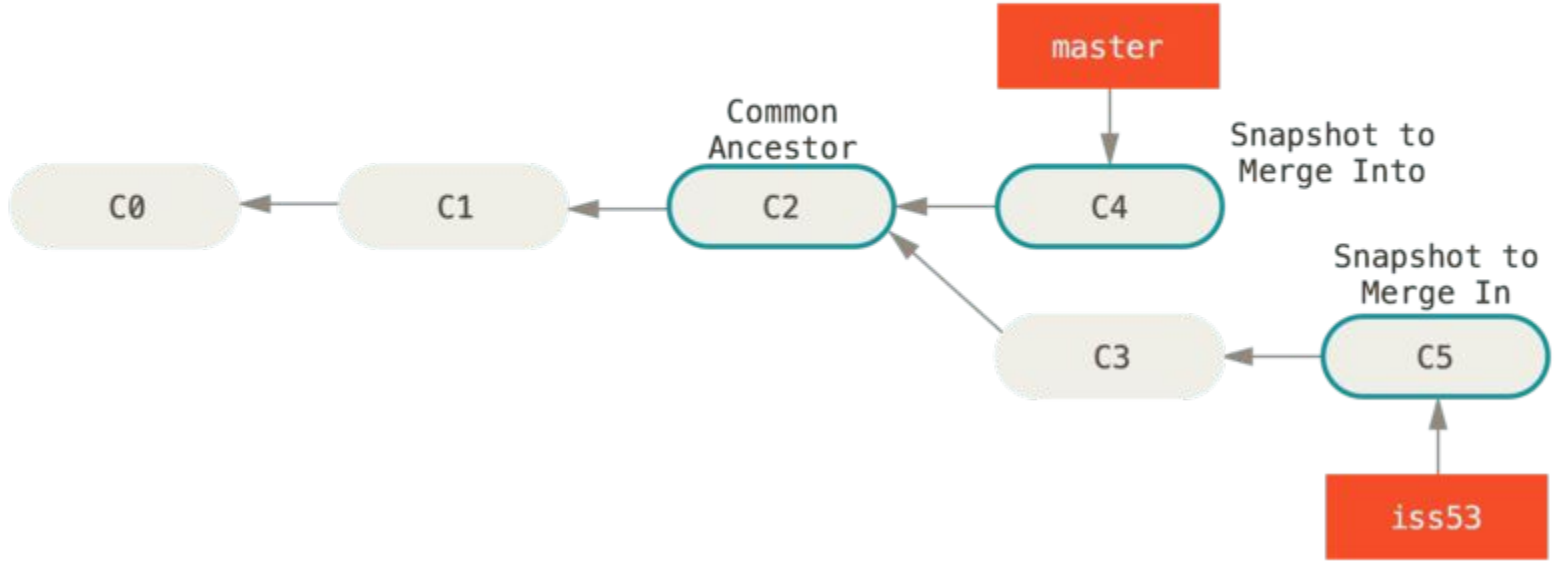 master
Common
Ancestor
Snapshot to
Merge Into
C0
C1
C2
C4
Snapshot to
Merge In
C3
C5
iss53